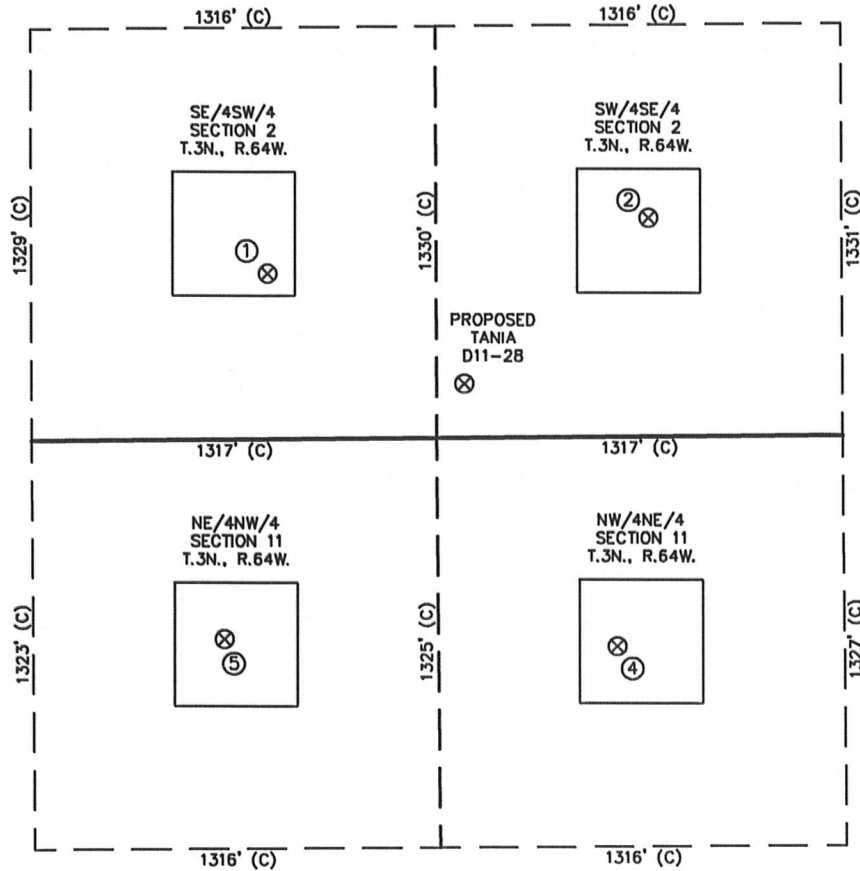 1316' (C)
1316' (C)
SE/4SW/4
SECTION 2
T.3N., R.64W.
SW/4SE/4
SECTION 2
T.3N., R.64W.
1329' (C)
1330' (C)
1331' (C)
1
2
PROPOSED
TANIA
D11-28
1317' (C)
1317' (C)
NE/4NW/4
SECTION 11
T.3N., R.64W.
NW/4NE/4
SECTION 11
T.3N., R.64W.
1323' (C)
1325' (C)
1327' (C)
5
4
1316' (C)
1316' (C)